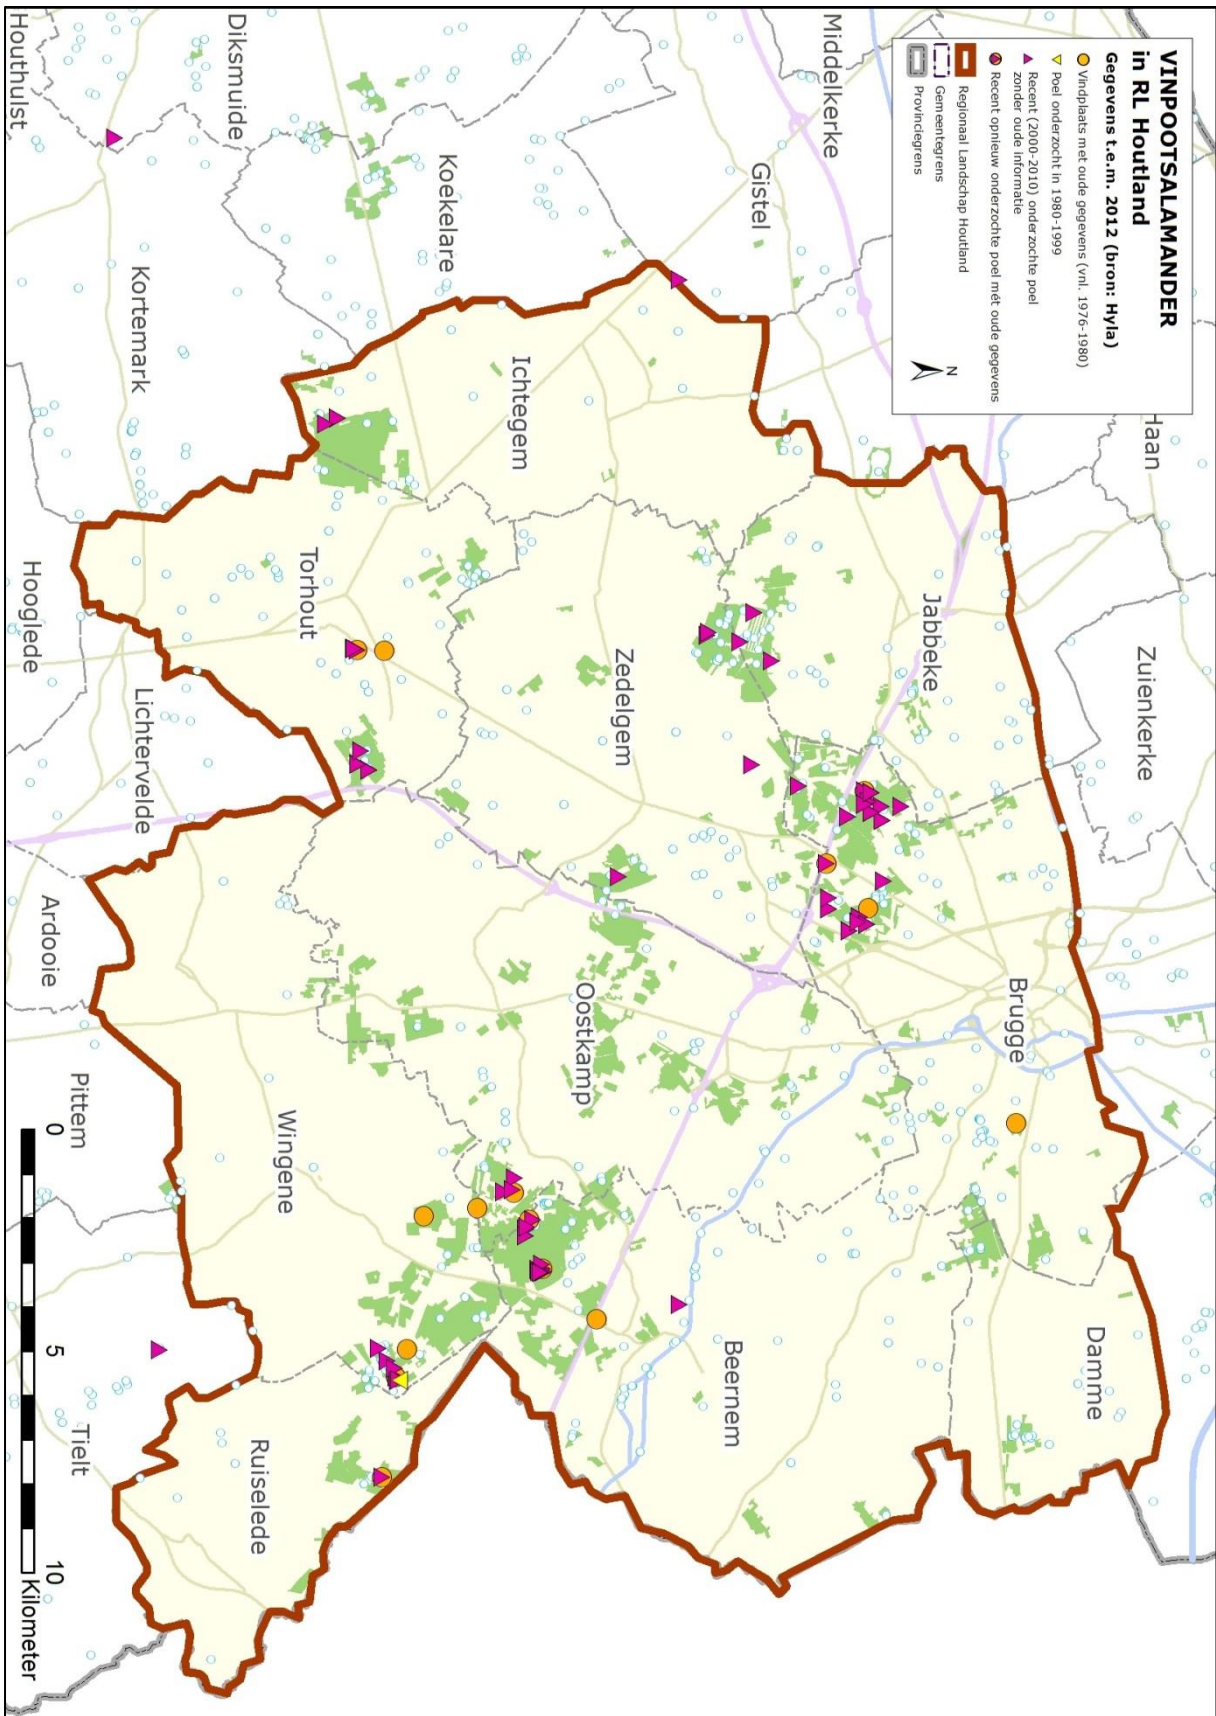 VINPOOTSALAMANDER
in RL Houtland
Gegevens t.e.m. 2012 (bron: Hyla)
Vindplaats met oude gegevens (vnl. 1976-1980)
Poel onderzocht in 1980-1999
Recent (2000-2010) onderzochte poel
zonder oude informatie
Recent opnieuw onderzochte poel mét oude gegevens
Regionaal Landschap Houtland
Gemeentegrens
Provinciegrens
N
Haan
Zuienkerke
Middelkerke
Gistel
Jabbeke
Brugge
Damme
Diksmuide
Koekelare
Ichtegem
Zedelgem
Oostkamp
Beernem
Houthulst
Kortemark
Torhout
Lichtervelde
Wingene
Ruiselede
Hooglede
Ardooie
Pittem
Tielt
0
5
10
Kilometer